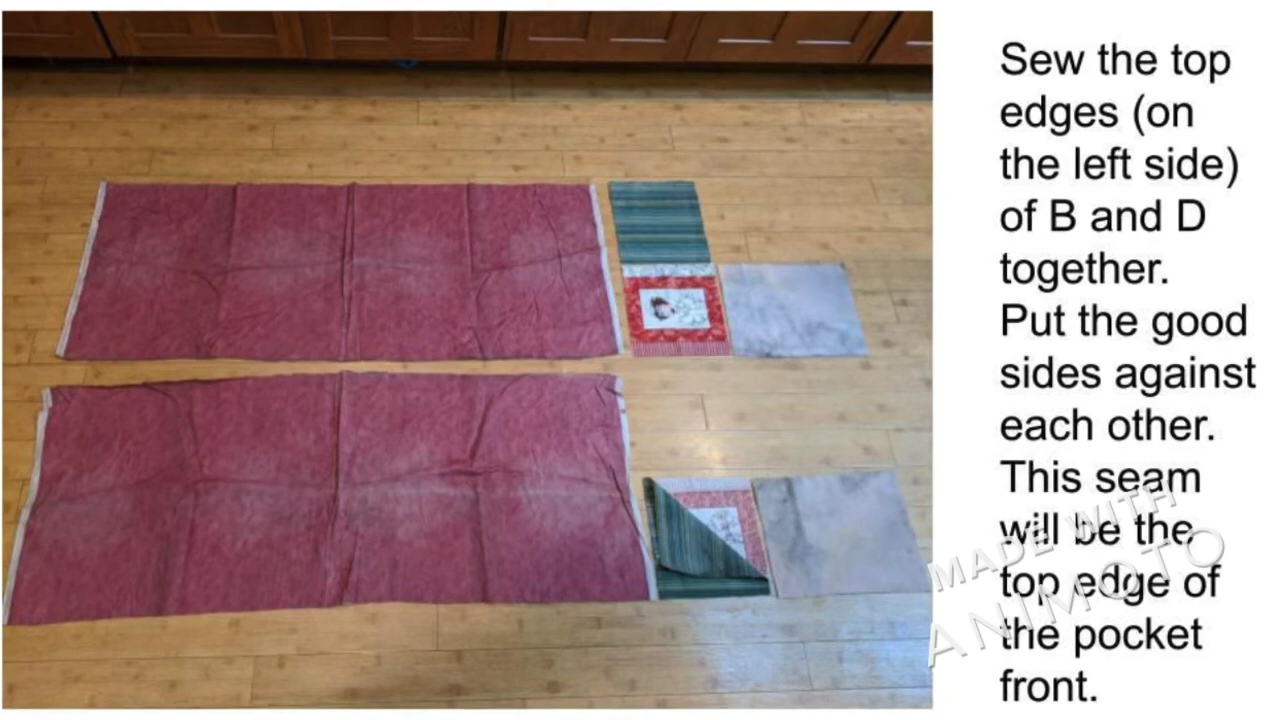 Sew the top
edges (on
the left side)
of B and D
together.
Put the good
sides against
each other.
This seam
will be the
top edge of
the pocket
front.
MADE WITH
ANIMOTO